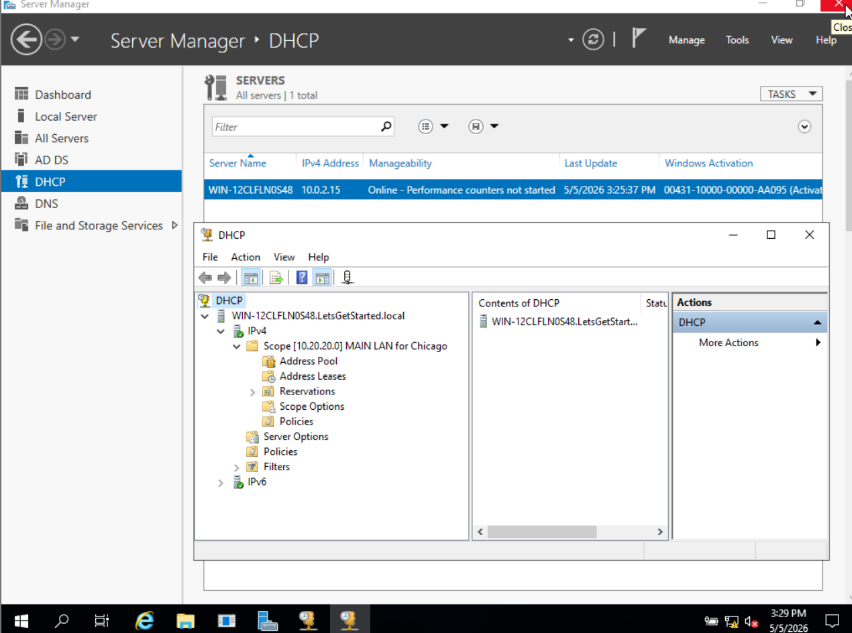 Server Manager
Clos
Server Manager ‣ DHCP
Manage Tools View Help
Dashboard
Local Server
All Servers
AD DS
DHCP
DNS
File and Storage Services
SERVERS
All servers | 1 total
TASKS
Filter
Server Name IPv4 Address Manageability Last Update Windows Activation
WIN-12CLFLN0S48 10.0.2.15 Online - Performance counters not started 5/5/2026 3:25:37 PM 00431-10000-00000-AA095 (Activat
DHCP
File Action View Help
DHCP
WIN-12CLFLN0S48.LetsGetStarted.local
IPv4
Scope [10.20.20.0] MAIN LAN for Chicago
Address Pool
Address Leases
Reservations
Scope Options
Policies
Server Options
Policies
Filters
IPv6
Contents of DHCP Statu
WIN-12CLFLN0S48.LetsGetStart...
Actions
DHCP
More Actions
3:29 PM
5/5/2026